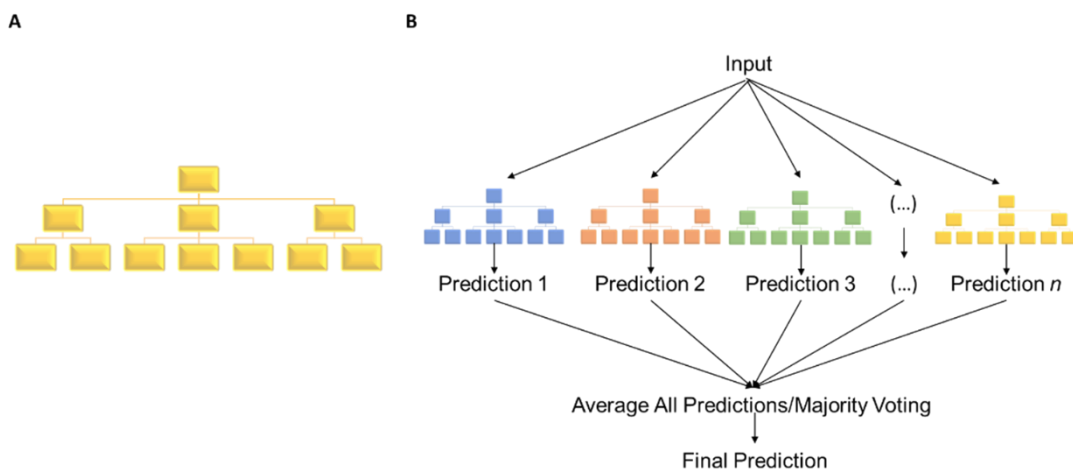 A
B
Input
(...)
Prediction 1
Prediction 2
Prediction 3
(...)
Prediction n
Average All Predictions/Majority Voting
Final Prediction